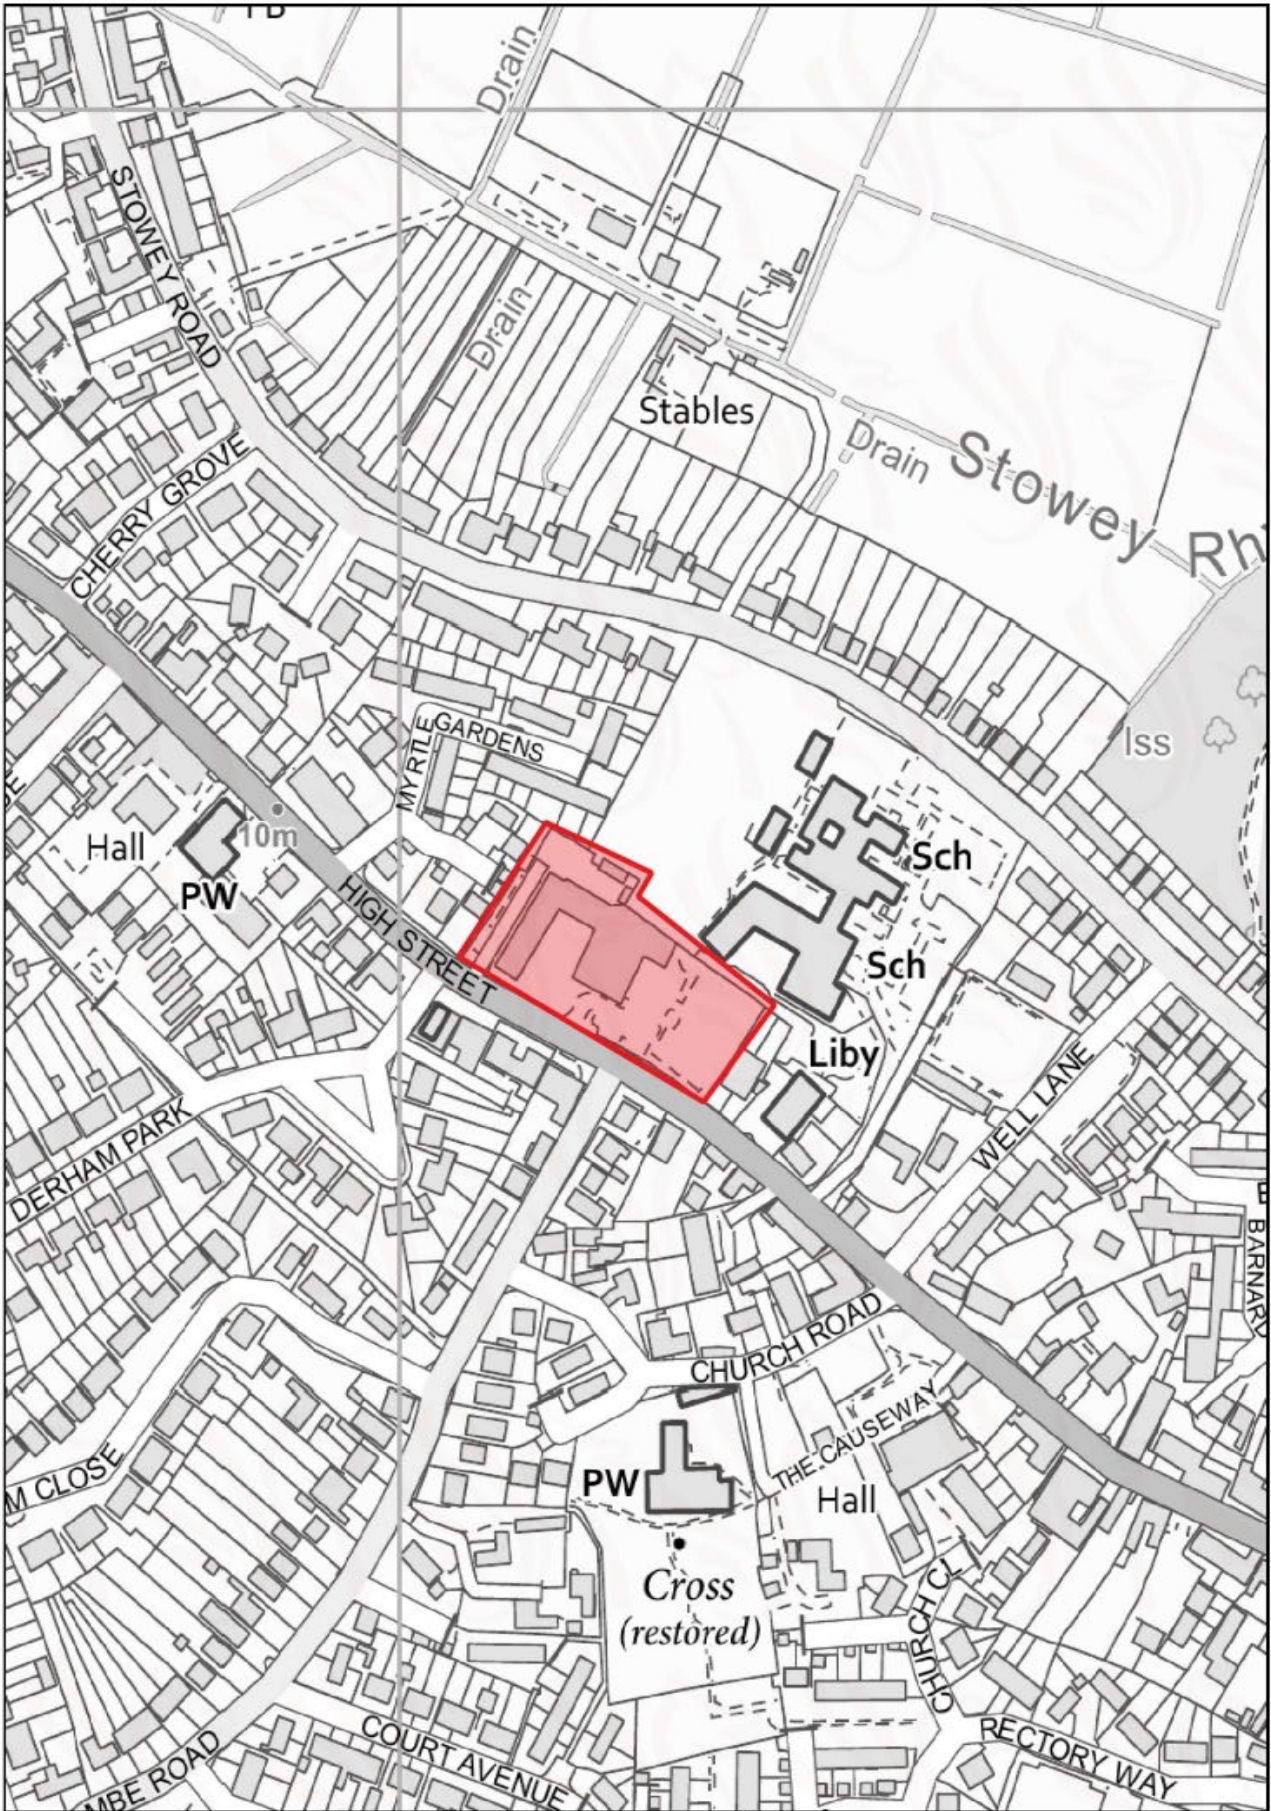 Drain
STOWEY ROAD
Drain
Stables
Drain
Stowey Rh
CHERRY GROVE
MYRTLE
GARDENS
Iss
10m
Hall
PW
HIGH STREET
Sch
Sch
Liby
WELL LANE
DERHAM PARK
BARNARD
CHURCH ROAD
THE CAUSEWAY
M CLOSE
PW
Hall
Cross
(restored)
CHURCH CL
MBE ROAD
COURT AVENUE
RECTORY WAY